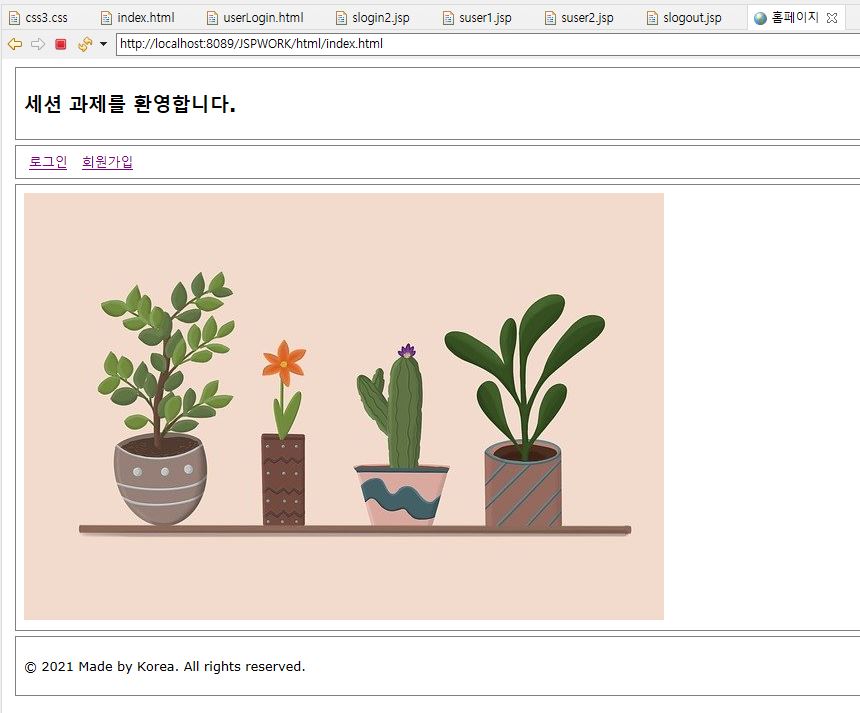 css3.css index.html userLogin.html slogin2.jsp suser1.jsp suser2.jsp slogout.jsp 홈페이지
http://localhost:8089/JSPWORK/html/index.html
세션 과제를 환영합니다.
로그인 회원가입
© 2021 Made by Korea. All rights reserved.